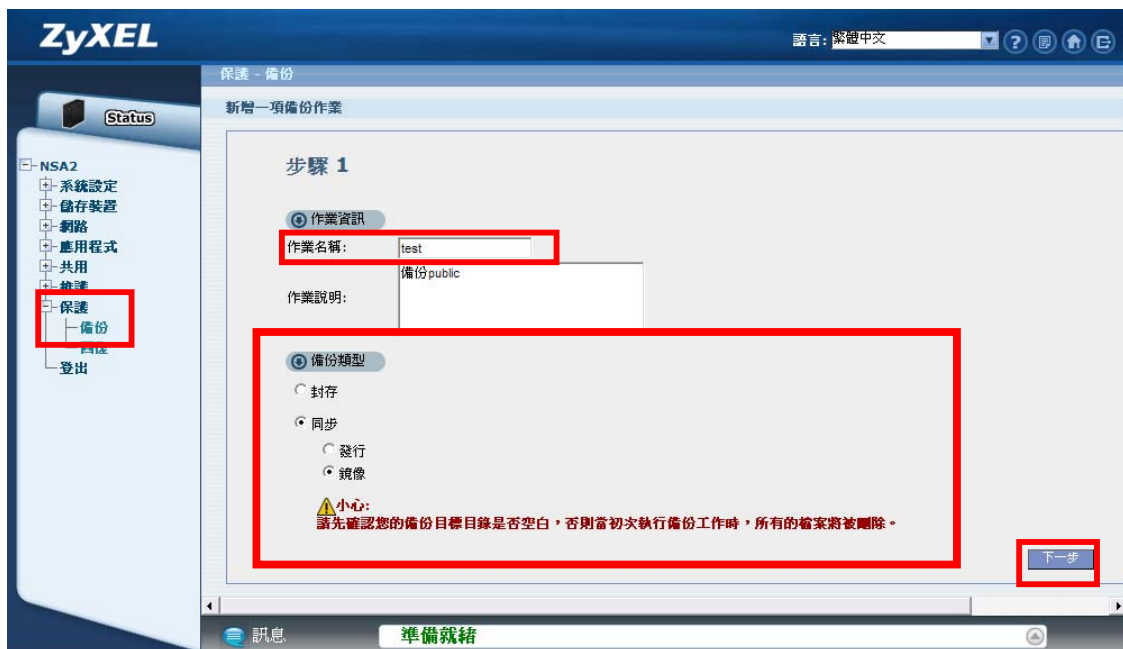 ZyXEL
語言: 繁體中文
保護 - 備份
Status
新增一項備份作業
NSA2
系統設定
儲存裝置
網路
應用程式
共用
維護
保護
備份
回復
登出
步驟 1
作業資訊
作業名稱: test
作業說明: 備份public
備份類型
封存
同步
發行
鏡像
小心:
請先確認您的備份目標目錄是否空白，否則當初次執行備份工作時，所有的檔案將被刪除。
下一步
訊息 準備就緒